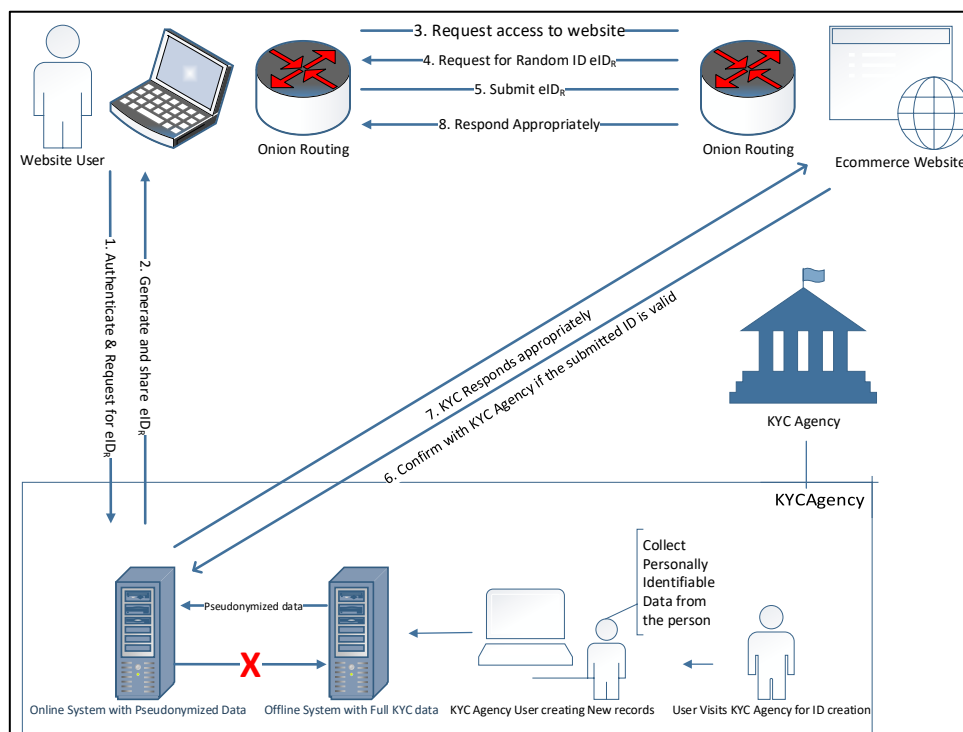 3. Request access to website
4. Request for Random ID eIDR
5. Submit eIDR
8. Respond Appropriately
Website User
Onion Routing
Onion Routing
Ecommerce Website
1. Authenticate & Request for eIDR
2. Generate and share eIDR
7. KYC Responds appropriately
6. Confirm with KYC Agency if the submitted ID is valid
KYC Agency
KYCAgency
Collect
Personally
Identifiable
Data from
the person
Pseudonymized data
X
Online System with Pseudonymized Data
Offline System with Full KYC data
KYC Agency User creating New records
User Visits KYC Agency for ID creation